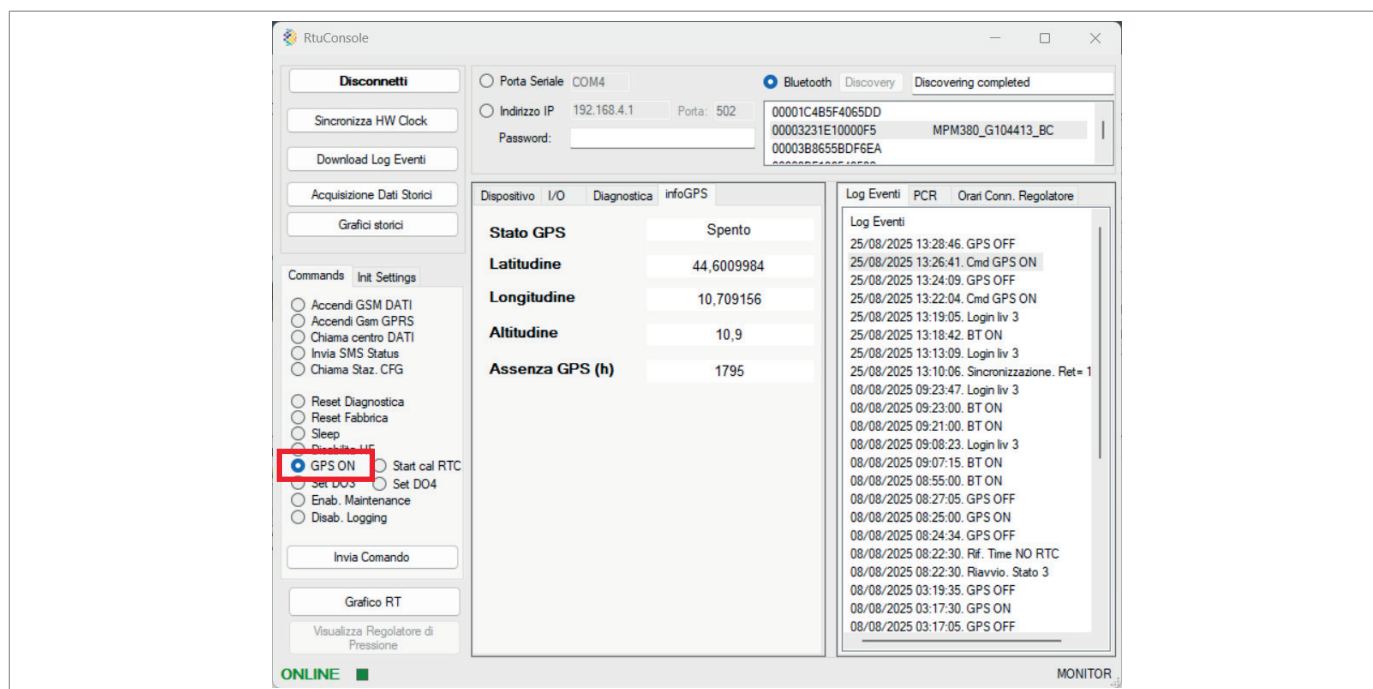 RtuConsole
Disconnetti
Sincronizza HW Clock
Download Log Eventi
Acquisizione Dati Storici
Grafici storici
Porta Seriale COM4
Indirizzo IP 192.168.4.1 Porta: 502
Password:
Bluetooth Discovery Discovering completed
00001C4B5F4065DD
00003231E10000F5 MPM380_G104413_BC
00003B8655BDF6EA
Commands Init Settings
Accendi GSM DATI
Accendi Gsm GPRS
Chiama centro DATI
Invia SMS Status
Chiama Staz. CFG
Reset Diagnostica
Reset Fabbrica
Sleep
GPS ON Start cal RTC
Set DO3 Set DO4
Enab. Maintenance
Disab. Logging
Invia Comando
Grafico RT
Visualizza Regolatore di
Pressione
Dispositivo I/O Diagnostica infoGPS
Stato GPS Spento
Latitudine 44,6009984
Longitudine 10,709156
Altitudine 10,9
Assenza GPS (h) 1795
Log Eventi PCR Orari Conn. Regolatore
Log Eventi
25/08/2025 13:28:46. GPS OFF
25/08/2025 13:26:41. Cmd GPS ON
25/08/2025 13:24:09. GPS OFF
25/08/2025 13:22:04. Cmd GPS ON
25/08/2025 13:19:05. Login liv 3
25/08/2025 13:18:42. BT ON
25/08/2025 13:13:09. Login liv 3
25/08/2025 13:10:06. Sincronizzazione. Ret= 1
08/08/2025 09:23:47. Login liv 3
08/08/2025 09:23:00. BT ON
08/08/2025 09:21:00. BT ON
08/08/2025 09:08:23. Login liv 3
08/08/2025 09:07:15. BT ON
08/08/2025 08:55:00. BT ON
08/08/2025 08:27:05. GPS OFF
08/08/2025 08:25:00. GPS ON
08/08/2025 08:24:34. GPS OFF
08/08/2025 08:22:30. Rif. Time NO RTC
08/08/2025 08:22:30. Riavvio. Stato 3
08/08/2025 03:19:35. GPS OFF
08/08/2025 03:17:30. GPS ON
08/08/2025 03:17:05. GPS OFF
ONLINE
MONITOR